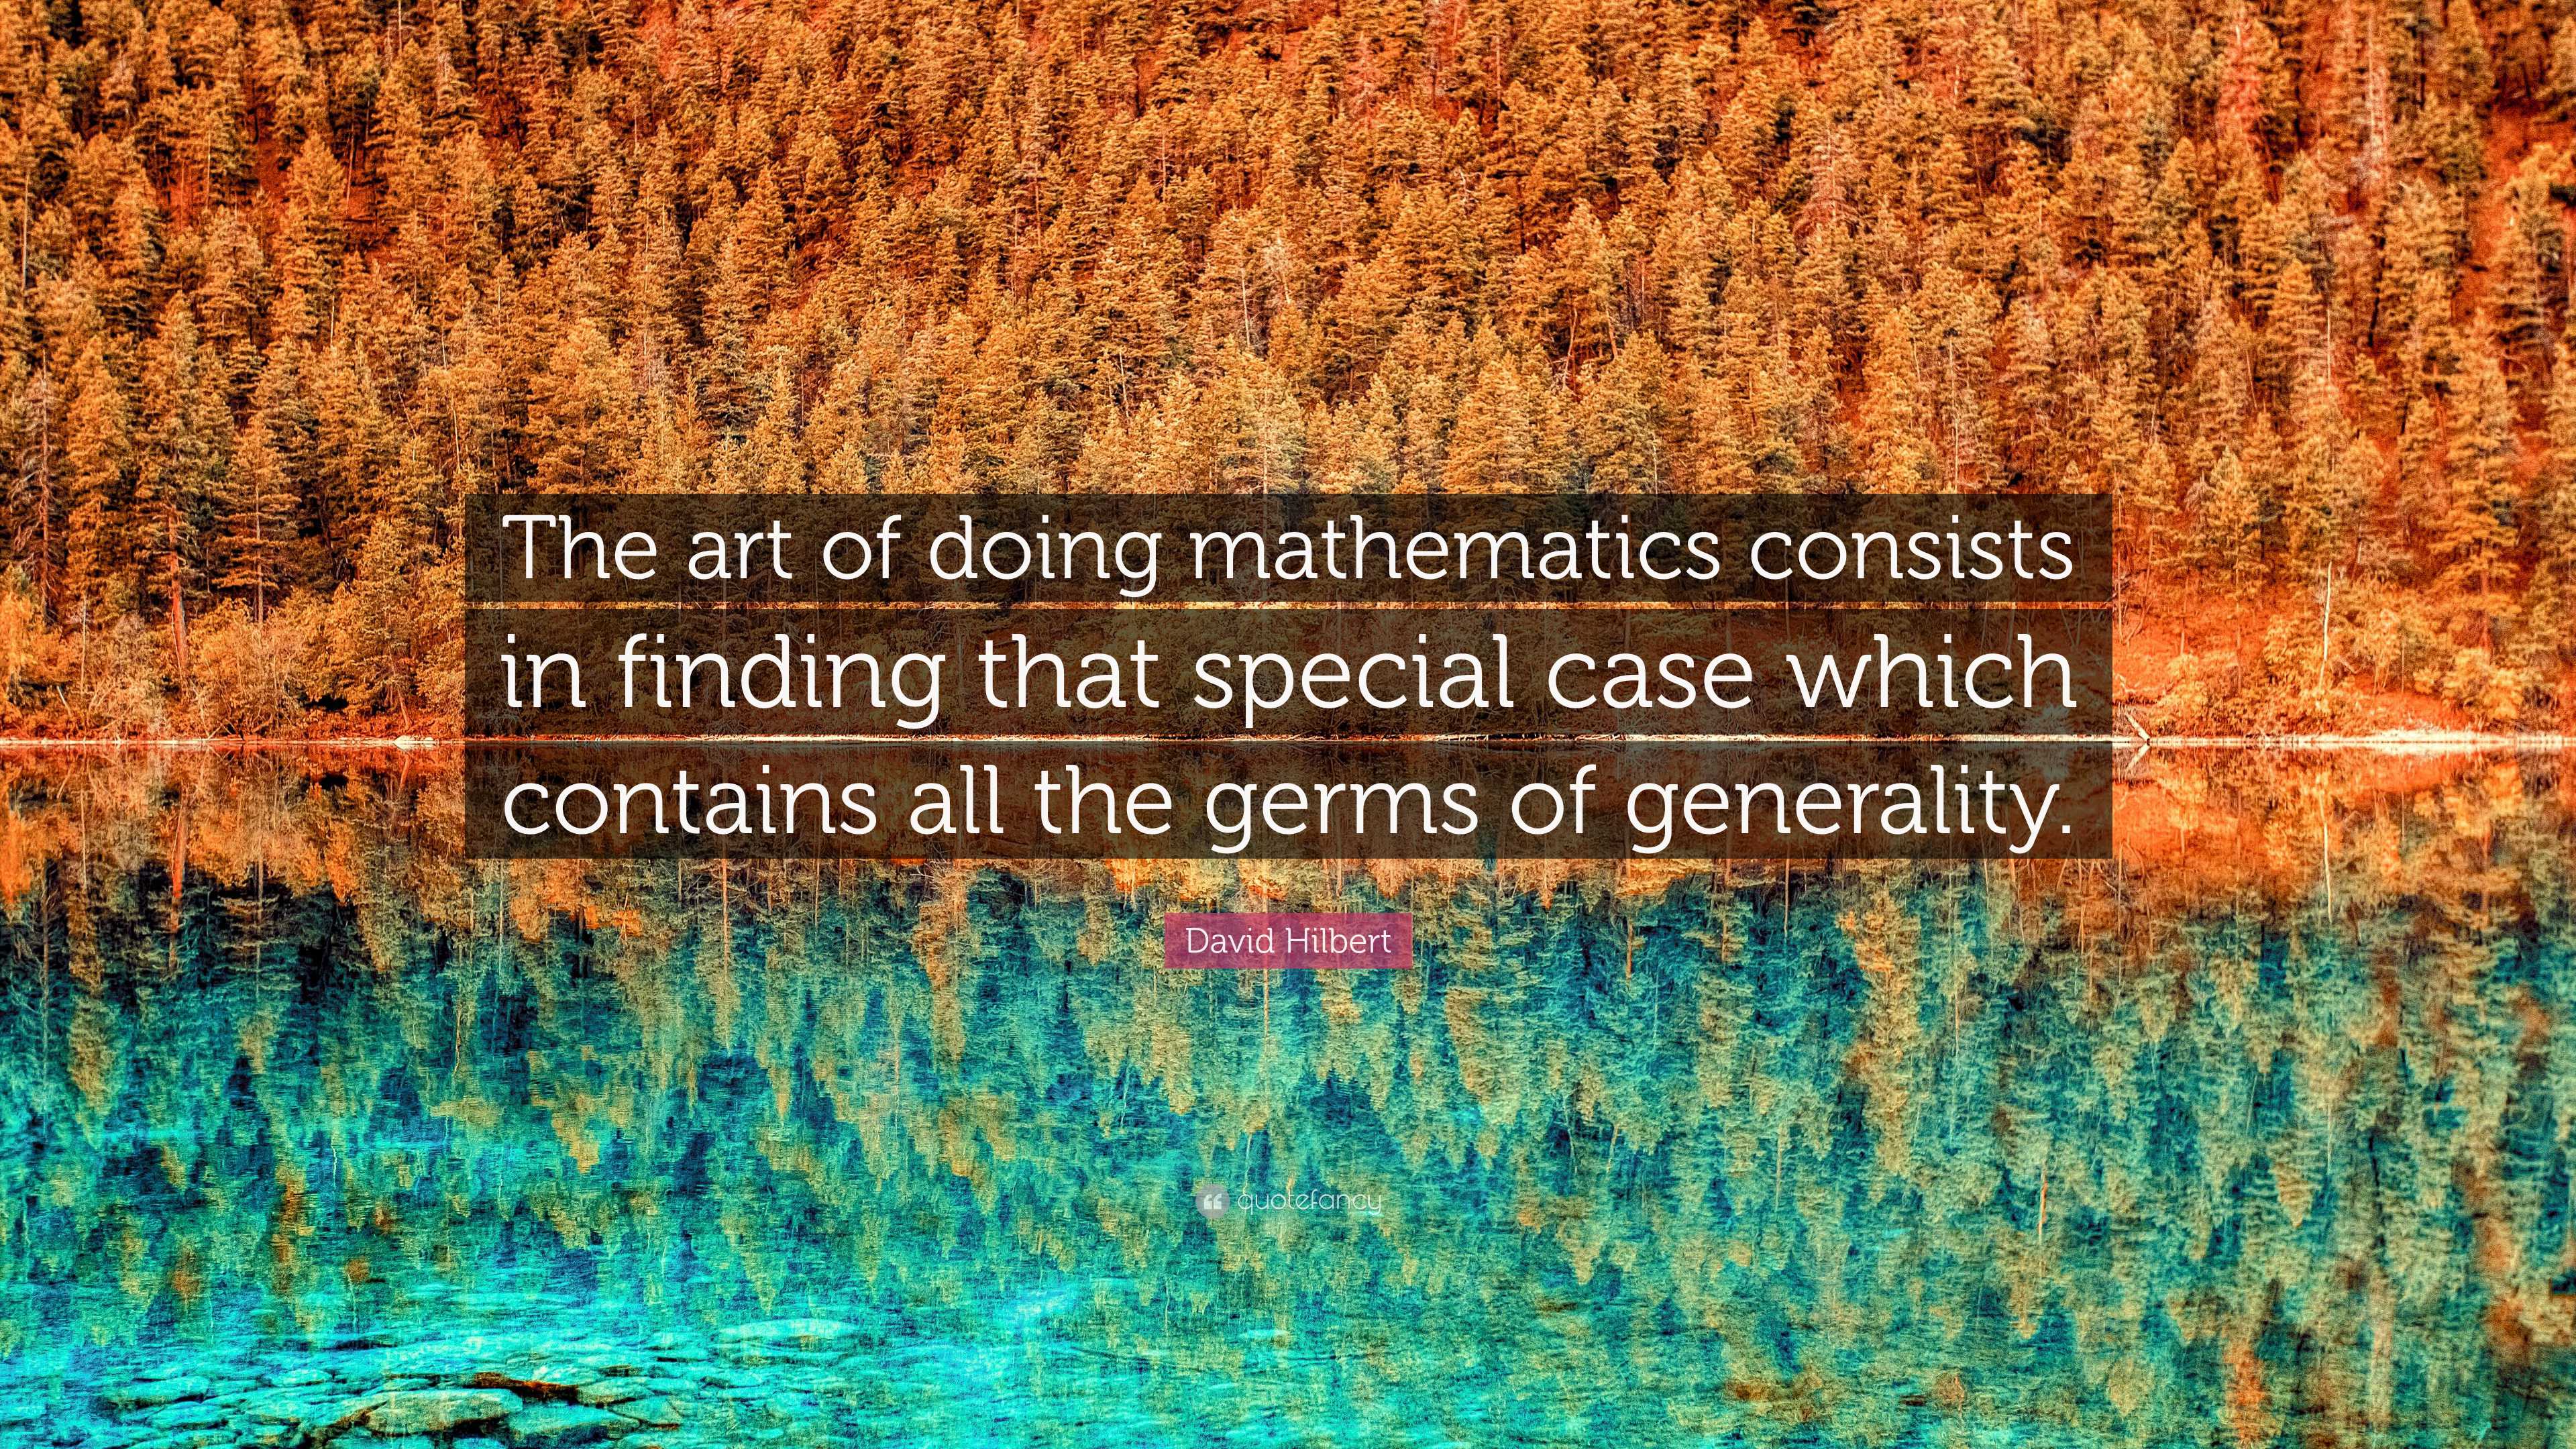 The art of doing mathematics consists
in finding that special case which
contains all the germs of generality.
David Hilbert
quotefancy